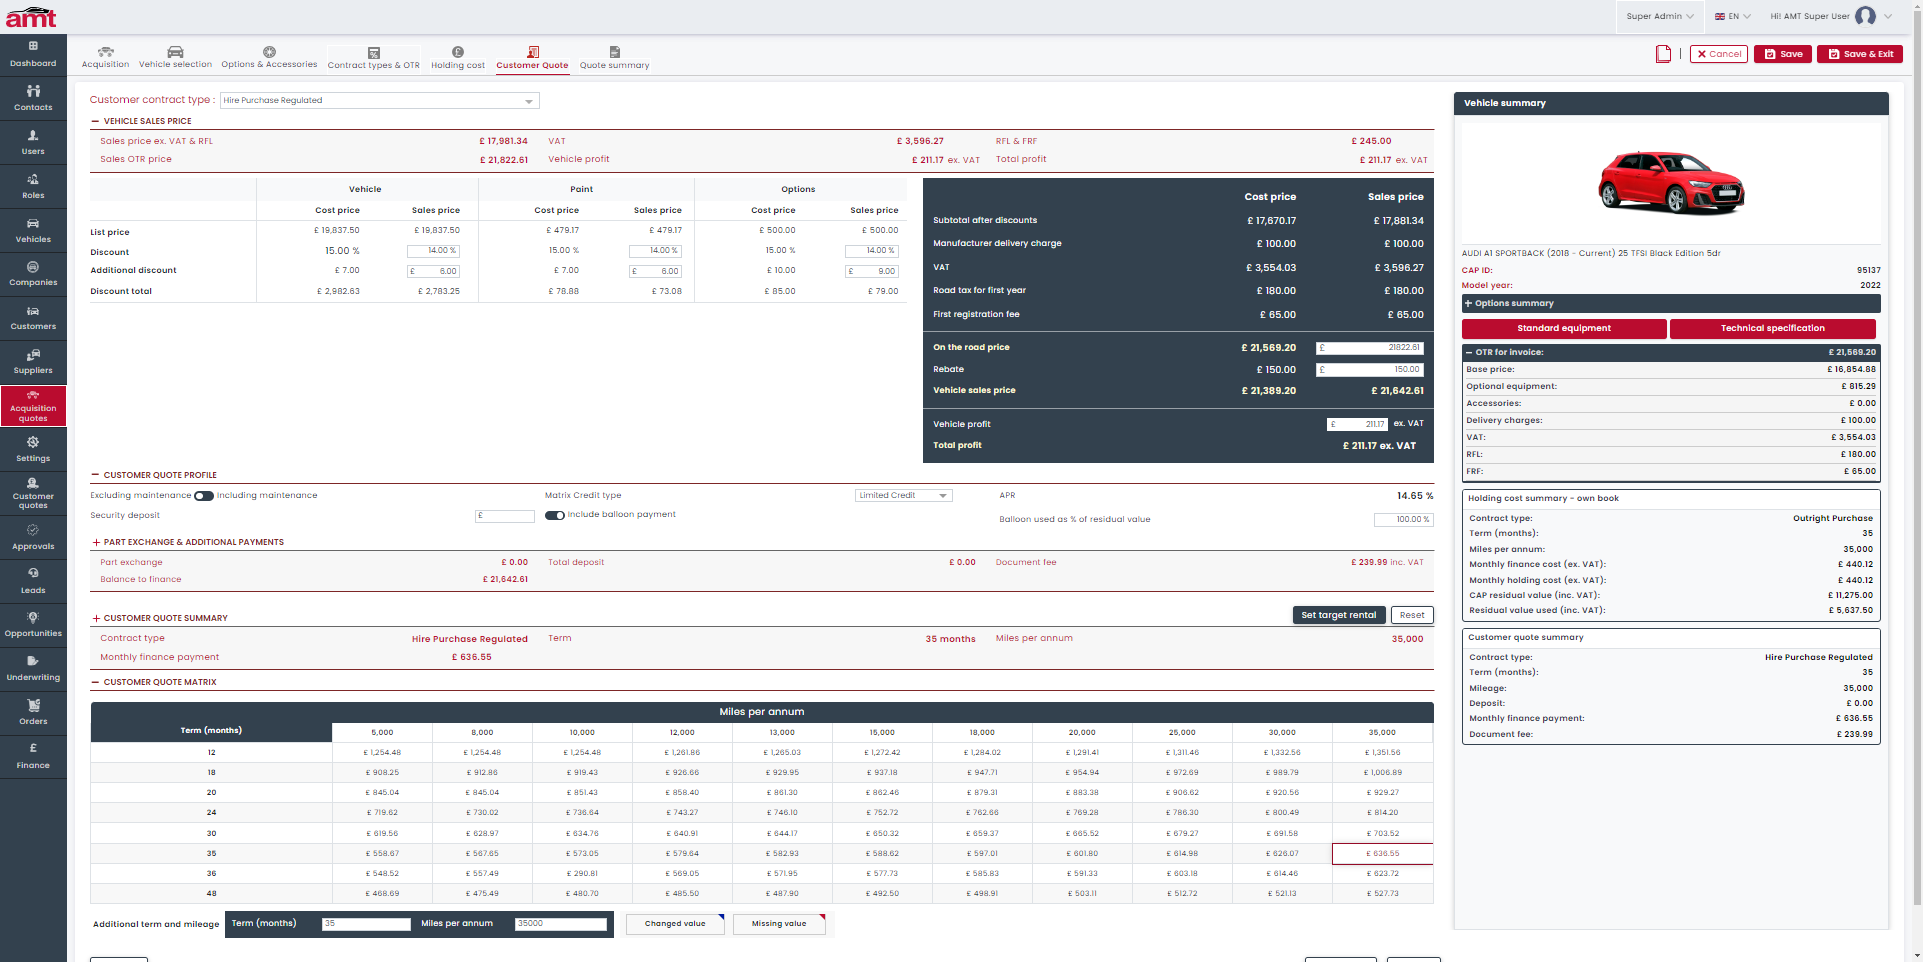 amt
Super Admin
EN
Hi! AMT Super User
Dashboard
Contacts
Users
Roles
Vehicles
Companies
Customers
Suppliers
Acquisition quotes
Settings
Customer quotes
Approvals
Leads
Opportunities
Underwriting
Orders
Finance
Acquisition Vehicle selection Options & Accessories Contract types & OTR Holding cost Customer Quote Quote summary
Cancel Save Save & Exit
Customer contract type : Hire Purchase Regulated
VEHICLE SALES PRICE
Sales price ex. VAT & RFL £ 17,981.34 VAT £ 3,596.27 RFL & FRF £ 245.00
Sales OTR price £ 21,822.61 Vehicle profit £ 211.17 ex. VAT Total profit £ 211.17 ex. VAT
Vehicle Paint Options
Cost price Sales price Cost price Sales price Cost price Sales price
List price £ 19,837.50 £ 19,837.50 £ 479.17 £ 479.17 £ 500.00 £ 500.00
Discount 15.00 % 14.00 % 15.00 % 14.00 % 15.00 % 14.00 %
Additional discount £ 7.00 £ 6.00 £ 7.00 £ 6.00 £ 10.00 £ 9.00
Discount total £ 2,982.63 £ 2,783.25 £ 78.88 £ 73.08 £ 85.00 £ 79.00
Cost price Sales price
Subtotal after discounts £ 17,670.17 £ 17,881.34
Manufacturer delivery charge £ 100.00 £ 100.00
VAT £ 3,554.03 £ 3,596.27
Road tax for first year £ 180.00 £ 180.00
First registration fee £ 65.00 £ 65.00
On the road price £ 21,569.20 £ 21822.61
Rebate £ 150.00 £ 150.00
Vehicle sales price £ 21,389.20 £ 21,642.61
Vehicle profit £ 211.17 ex. VAT
Total profit £ 211.17 ex. VAT
CUSTOMER QUOTE PROFILE
Excluding maintenance Including maintenance Matrix Credit type Limited Credit APR 14.65 %
Security deposit £ Include balloon payment Balloon used as % of residual value 100.00 %
PART EXCHANGE & ADDITIONAL PAYMENTS
Part exchange £ 0.00 Total deposit £ 0.00 Document fee £ 239.99 inc. VAT
Balance to finance £ 21,642.61
CUSTOMER QUOTE SUMMARY Set target rental Reset
Contract type Hire Purchase Regulated Term 35 months Miles per annum 35,000
Monthly finance payment £ 636.55
CUSTOMER QUOTE MATRIX
Miles per annum
Term (months) 5,000 8,000 10,000 12,000 13,000 15,000 18,000 20,000 25,000 30,000 35,000
12 £ 1,254.48 £ 1,254.48 £ 1,254.48 £ 1,261.86 £ 1,265.03 £ 1,272.42 £ 1,284.02 £ 1,291.41 £ 1,311.46 £ 1,332.56 £ 1,351.56
18 £ 908.25 £ 912.86 £ 919.43 £ 926.66 £ 929.95 £ 937.18 £ 947.71 £ 954.94 £ 972.69 £ 989.79 £ 1,006.89
20 £ 845.04 £ 845.04 £ 851.43 £ 858.40 £ 861.30 £ 862.46 £ 879.31 £ 883.38 £ 906.62 £ 920.56 £ 929.27
24 £ 719.62 £ 730.02 £ 736.64 £ 743.27 £ 746.10 £ 752.72 £ 762.66 £ 769.28 £ 786.30 £ 800.49 £ 814.20
30 £ 619.56 £ 628.97 £ 634.76 £ 640.91 £ 644.17 £ 650.32 £ 659.37 £ 665.52 £ 679.27 £ 691.58 £ 703.52
35 £ 558.67 £ 567.65 £ 573.05 £ 579.64 £ 582.93 £ 588.62 £ 597.01 £ 601.80 £ 614.98 £ 626.07 £ 636.55
36 £ 548.52 £ 557.49 £ 290.81 £ 569.05 £ 571.95 £ 577.73 £ 585.83 £ 591.33 £ 603.18 £ 614.46 £ 623.72
48 £ 468.69 £ 475.49 £ 480.70 £ 485.50 £ 487.90 £ 492.50 £ 498.91 £ 503.11 £ 512.72 £ 521.13 £ 527.73
Additional term and mileage Term (months) 35 Miles per annum 35000 Changed value Missing value
Vehicle summary
AUDI A1 SPORTBACK (2018 - Current) 25 TFSI Black Edition 5dr
CAP ID: 95137
Model year: 2022
Options summary
Standard equipment Technical specification
OTR for invoice: £ 21,569.20
Base price: £ 16,854.88
Optional equipment: £ 815.29
Accessories: £ 0.00
Delivery charges: £ 100.00
VAT: £ 3,554.03
RFL: £ 180.00
FRF: £ 65.00
Holding cost summary - own book
Contract type: Outright Purchase
Term (months): 35
Miles per annum: 35,000
Monthly finance cost (ex. VAT): £ 440.12
Monthly holding cost (ex. VAT): £ 440.12
CAP residual value (inc. VAT): £ 11,275.00
Residual value used (inc. VAT): £ 5,637.50
Customer quote summary
Contract type: Hire Purchase Regulated
Term (months): 35
Mileage: 35,000
Deposit: £ 0.00
Monthly finance payment: £ 636.55
Document fee: £ 239.99